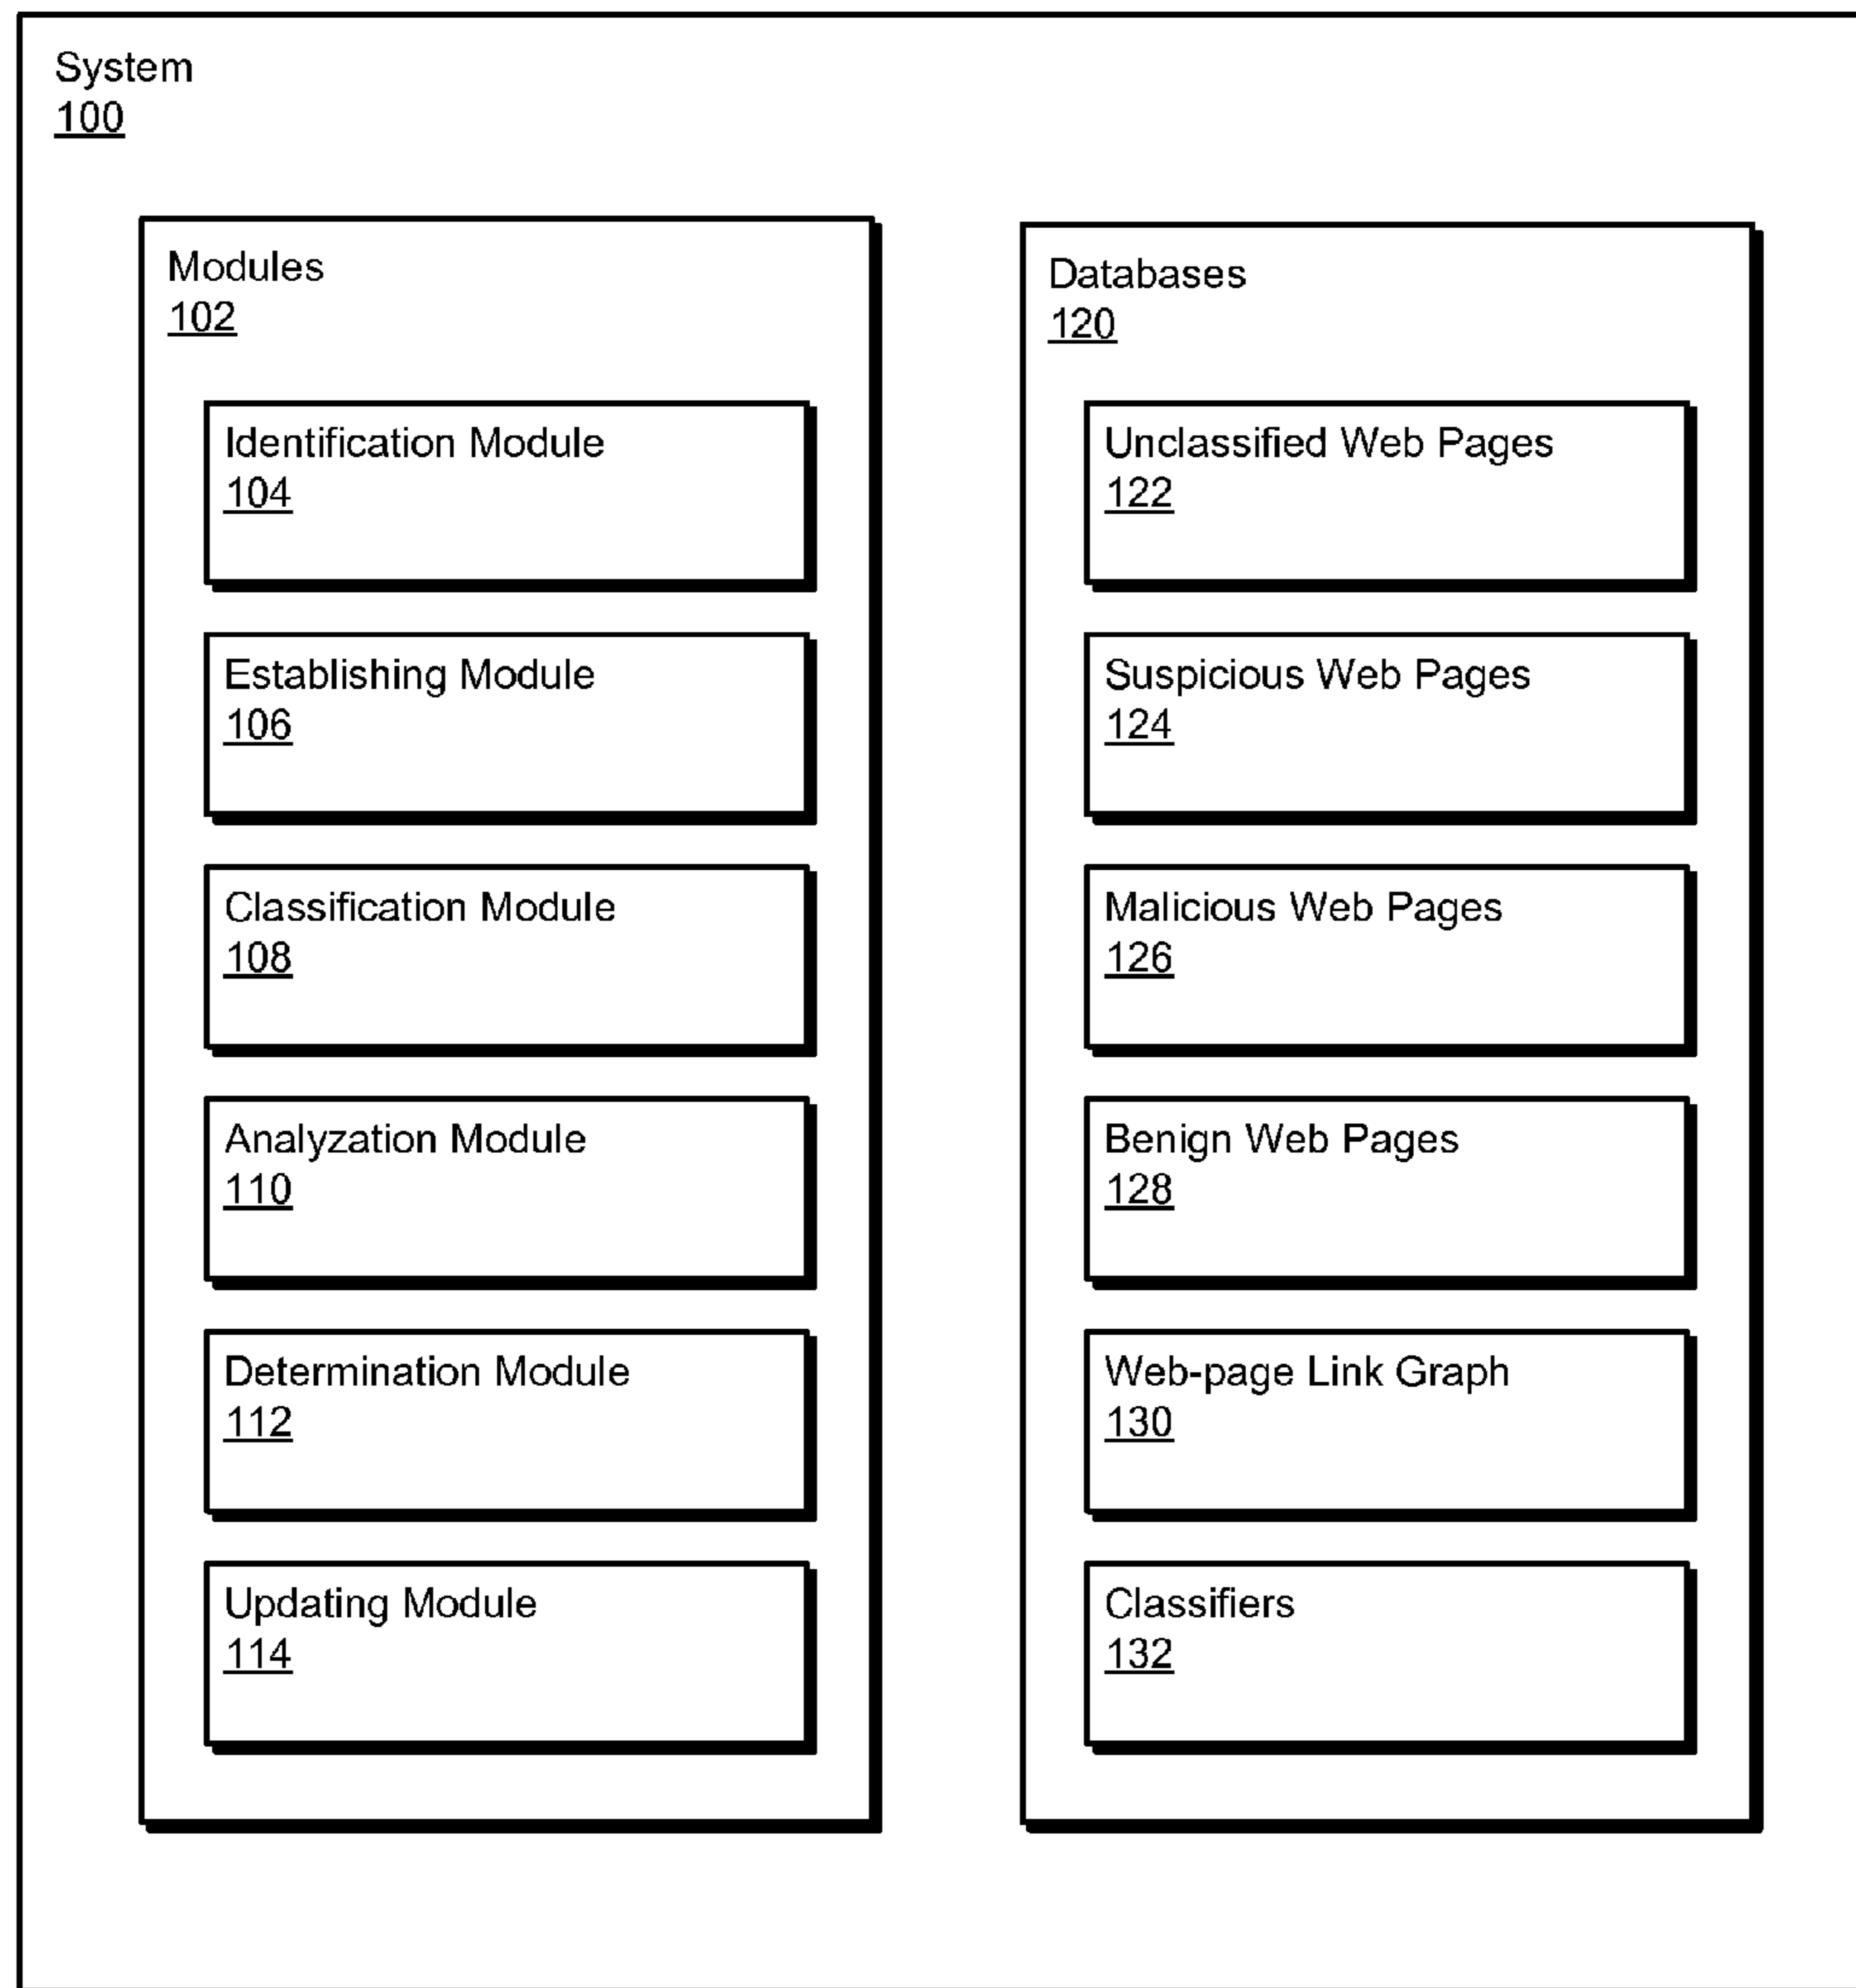 System
100
Modules
102
Identification Module
104
Establishing Module
106
Classification Module
108
Analyzation Module
110
Determination Module
112
Updating Module
114
Databases
120
Unclassified Web Pages
122
Suspicious Web Pages
124
Malicious Web Pages
126
Benign Web Pages
128
Web-page Link Graph
130
Classifiers
132